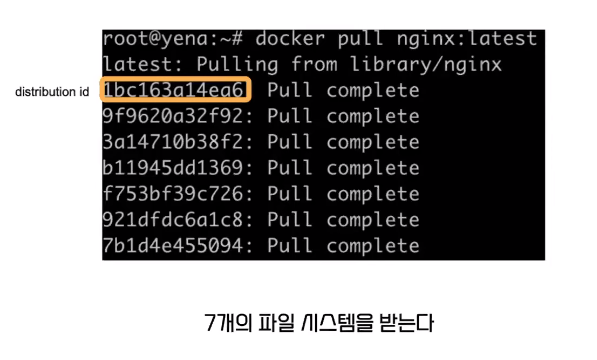 root@yena:~# docker pull nginx:latest
latest: Pulling from library/nginx
distribution id 1bc163a14ea6: Pull complete
9f9620a32f92: Pull complete
3a14710b38f2: Pull complete
b11945dd1369: Pull complete
f753bf39c726: Pull complete
921dfdc6a1c8: Pull complete
7b1d4e455094: Pull complete
7개의 파일 시스템을 받는다